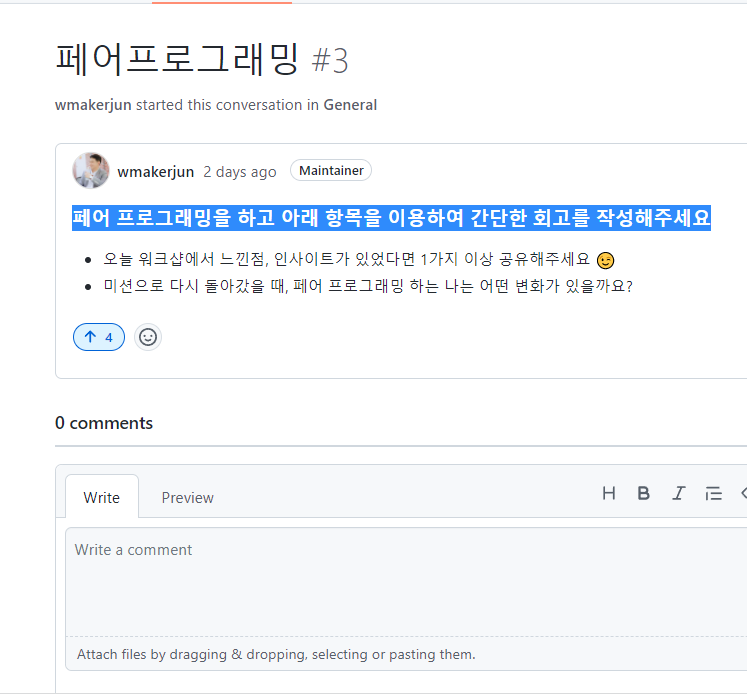 페어프로그래밍 #3
wmakerjun started this conversation in General
wmakerjun 2 days ago Maintainer
페어 프로그래밍을 하고 아래 항목을 이용하여 간단한 회고를 작성해주세요
오늘 워크샵에서 느낀점, 인사이트가 있었다면 1가지 이상 공유해주세요 😉
미션으로 다시 돌아갔을 때, 페어 프로그래밍 하는 나는 어떤 변화가 있을까요?
4
0 comments
Write Preview
Write a comment
Attach files by dragging & dropping, selecting or pasting them.